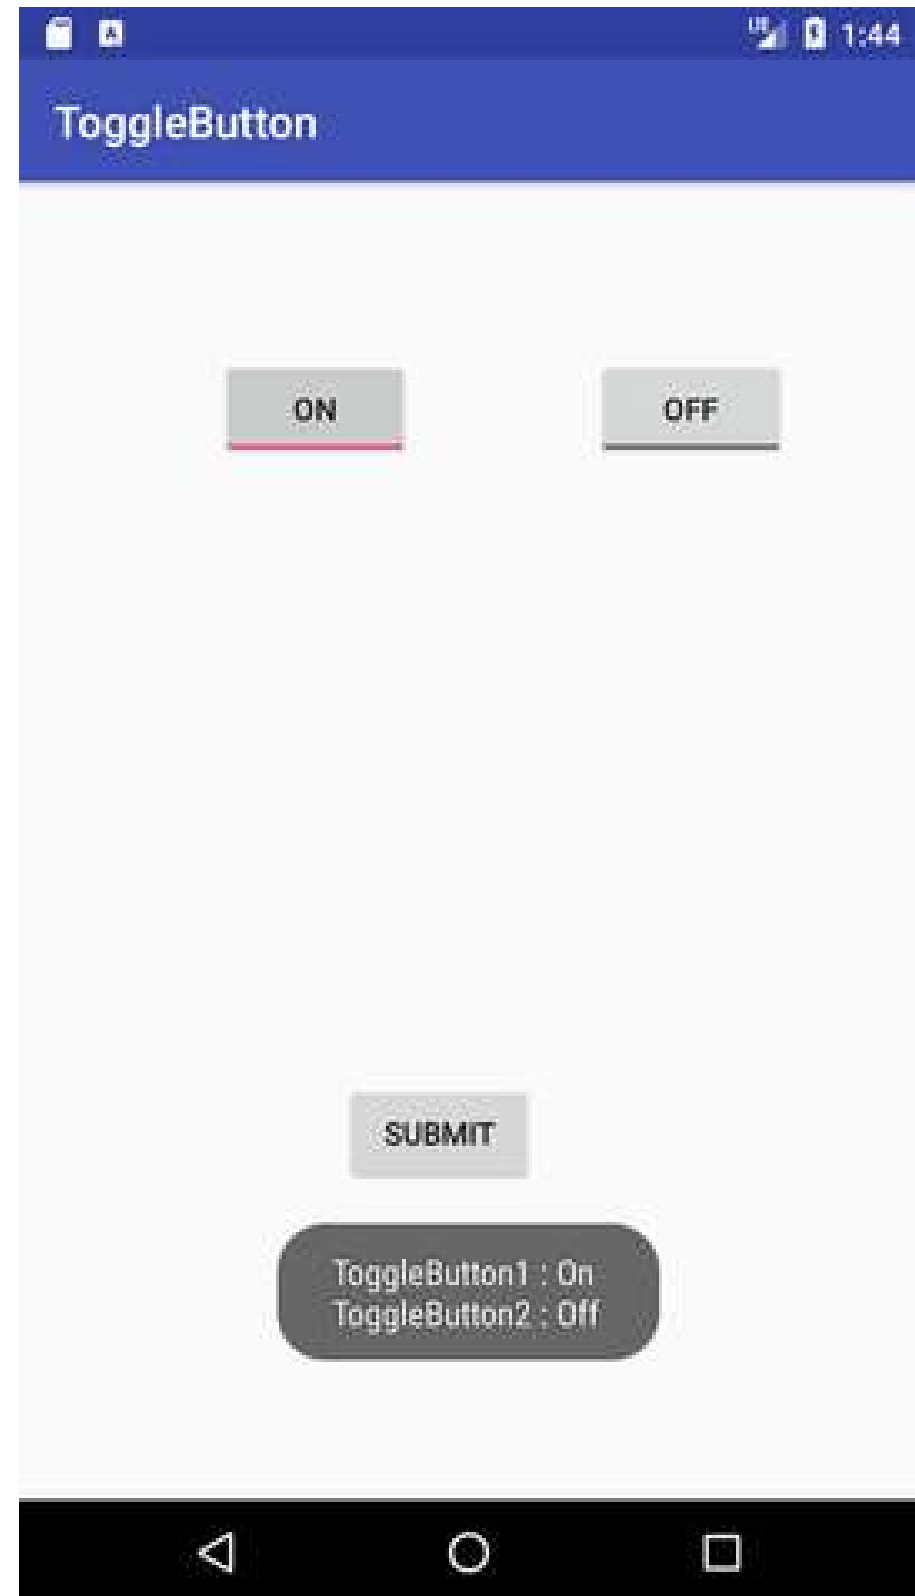 1:44
ToggleButton
ON OFF
SUBMIT
ToggleButton1 : On
ToggleButton2 : Off